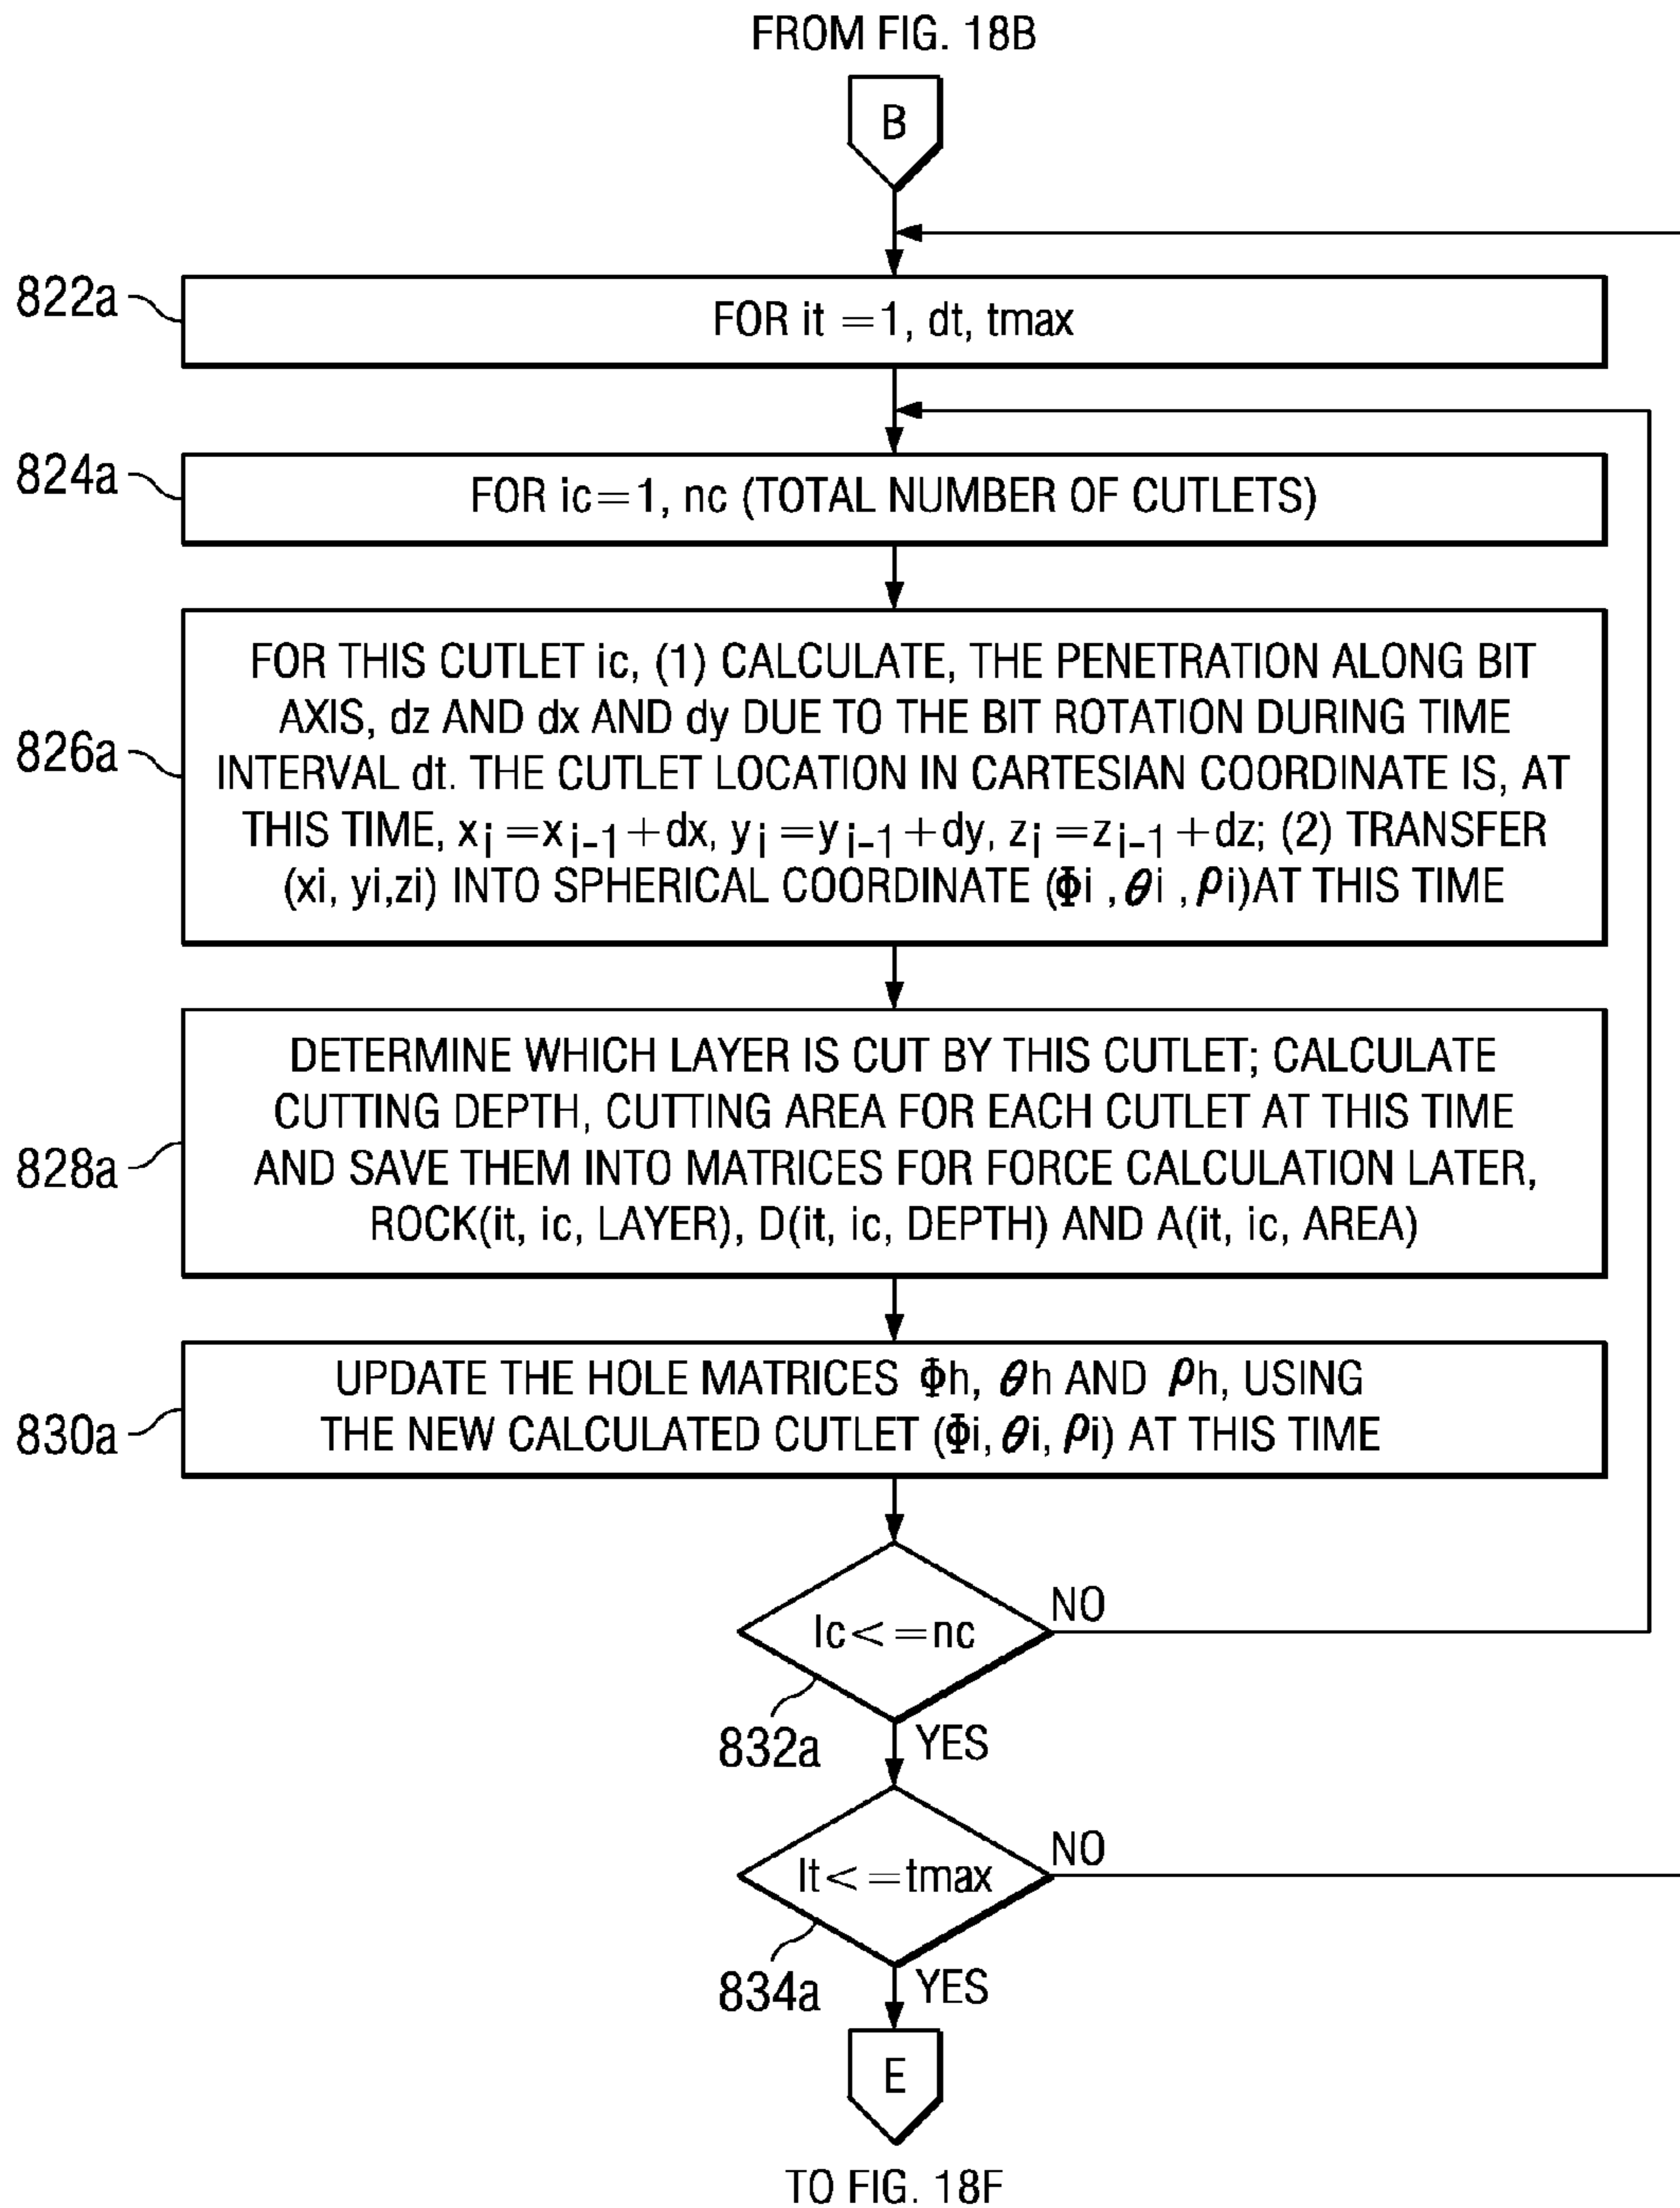 FROM FIG. 18B
B
822a
FOR it =1, dt, tmax
824a
FOR ic=1, nc (TOTAL NUMBER OF CUTLETS)
826a
FOR THIS CUTLET ic, (1) CALCULATE, THE PENETRATION ALONG BIT
AXIS, dz AND dx AND dy DUE TO THE BIT ROTATION DURING TIME
INTERVAL dt. THE CUTLET LOCATION IN CARTESIAN COORDINATE IS, AT
THIS TIME, x_i=x_{i-1}+dx, y_i=y_{i-1}+dy, z_i=z_{i-1}+dz; (2) TRANSFER
(xi, yi,zi) INTO SPHERICAL COORDINATE (Φi ,θi ,ρi)AT THIS TIME
828a
DETERMINE WHICH LAYER IS CUT BY THIS CUTLET; CALCULATE
CUTTING DEPTH, CUTTING AREA FOR EACH CUTLET AT THIS TIME
AND SAVE THEM INTO MATRICES FOR FORCE CALCULATION LATER,
ROCK(it, ic, LAYER), D(it, ic, DEPTH) AND A(it, ic, AREA)
830a
UPDATE THE HOLE MATRICES Φh, θh AND ρh, USING
THE NEW CALCULATED CUTLET (Φi, θi, ρi) AT THIS TIME
Ic<=nc
NO
832a
YES
It<=tmax
NO
834a
YES
E
TO FIG. 18F